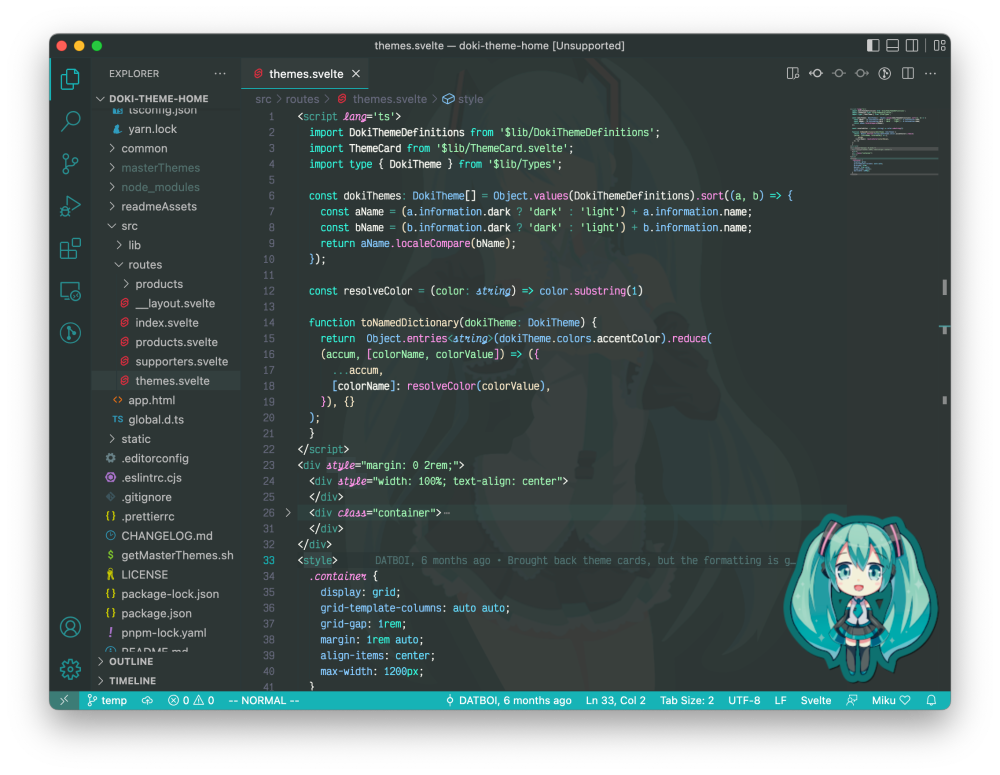 themes.svelte — doki-theme-home [Unsupported]
EXPLORER
DOKI-THEME-HOME
tsconfig.json
yarn.lock
common
masterThemes
node_modules
readmeAssets
src
lib
routes
products
__layout.svelte
index.svelte
products.svelte
supporters.svelte
themes.svelte
app.html
TS global.d.ts
static
.editorconfig
.eslintrc.cjs
.gitignore
{} .prettierrc
CHANGELOG.md
$ getMasterThemes.sh
LICENSE
{} package-lock.json
{} package.json
! pnpm-lock.yaml
README.md
OUTLINE
TIMELINE
themes.svelte
src > routes > themes.svelte > style
1 <script lang='ts'>
2 import DokiThemeDefinitions from '$lib/DokiThemeDefinitions';
3 import ThemeCard from '$lib/ThemeCard.svelte';
4 import type { DokiTheme } from '$lib/Types';
5
6 const dokiThemes: DokiTheme[] = Object.values(DokiThemeDefinitions).sort((a, b) => {
7 const aName = (a.information.dark ? 'dark' : 'light') + a.information.name;
8 const bName = (b.information.dark ? 'dark' : 'light') + b.information.name;
9 return aName.localeCompare(bName);
10 });
11
12 const resolveColor = (color: string) => color.substring(1)
13
14 function toNamedDictionary(dokiTheme: DokiTheme) {
15 return Object.entries<string>(dokiTheme.colors.accentColor).reduce(
16 (accum, [colorName, colorValue]) => ({
17 ...accum,
18 [colorName]: resolveColor(colorValue),
19 }), {}
20 );
21 }
22 </script>
23 <div style="margin: 0 2rem;">
24 <div style="width: 100%; text-align: center">
25 </div>
26 <div class="container">⋯
31 </div>
32 </div>
33 <style> DATBOI, 6 months ago • Brought back theme cards, but the formatting is g…
34 .container {
35 display: grid;
36 grid-template-columns: auto auto;
37 grid-gap: 1rem;
38 margin: 1rem auto;
39 align-items: center;
40 max-width: 1200px;
41 }
temp 0 0 -- NORMAL -- DATBOI, 6 months ago Ln 33, Col 2 Tab Size: 2 UTF-8 LF Svelte Miku ♡